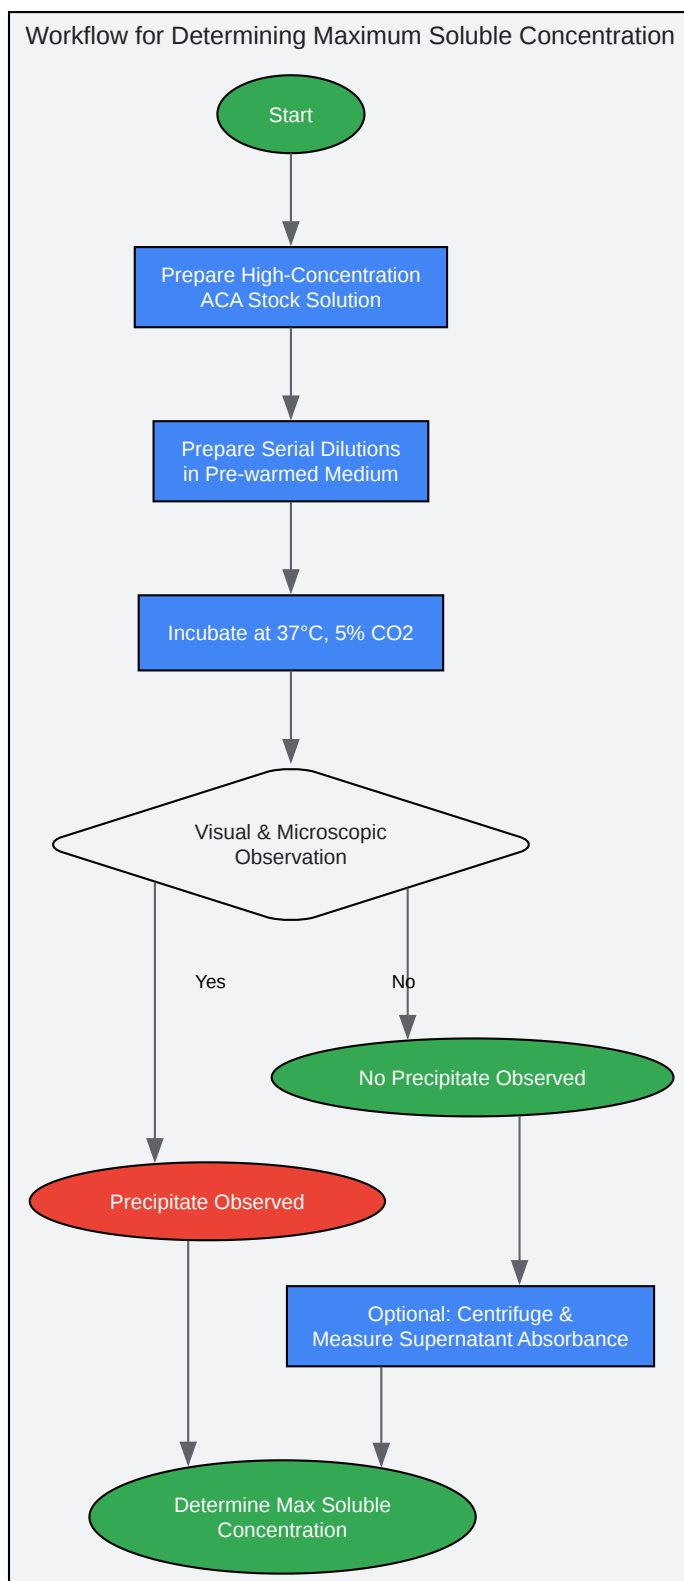 Workflow for Determining Maximum Soluble Concentration
Start
Prepare High-Concentration
ACA Stock Solution
Prepare Serial Dilutions
in Pre-warmed Medium
Incubate at 37°C, 5% CO2
Visual & Microscopic
Observation
Yes
No
No Precipitate Observed
Precipitate Observed
Optional: Centrifuge &
Measure Supernatant Absorbance
Determine Max Soluble
Concentration